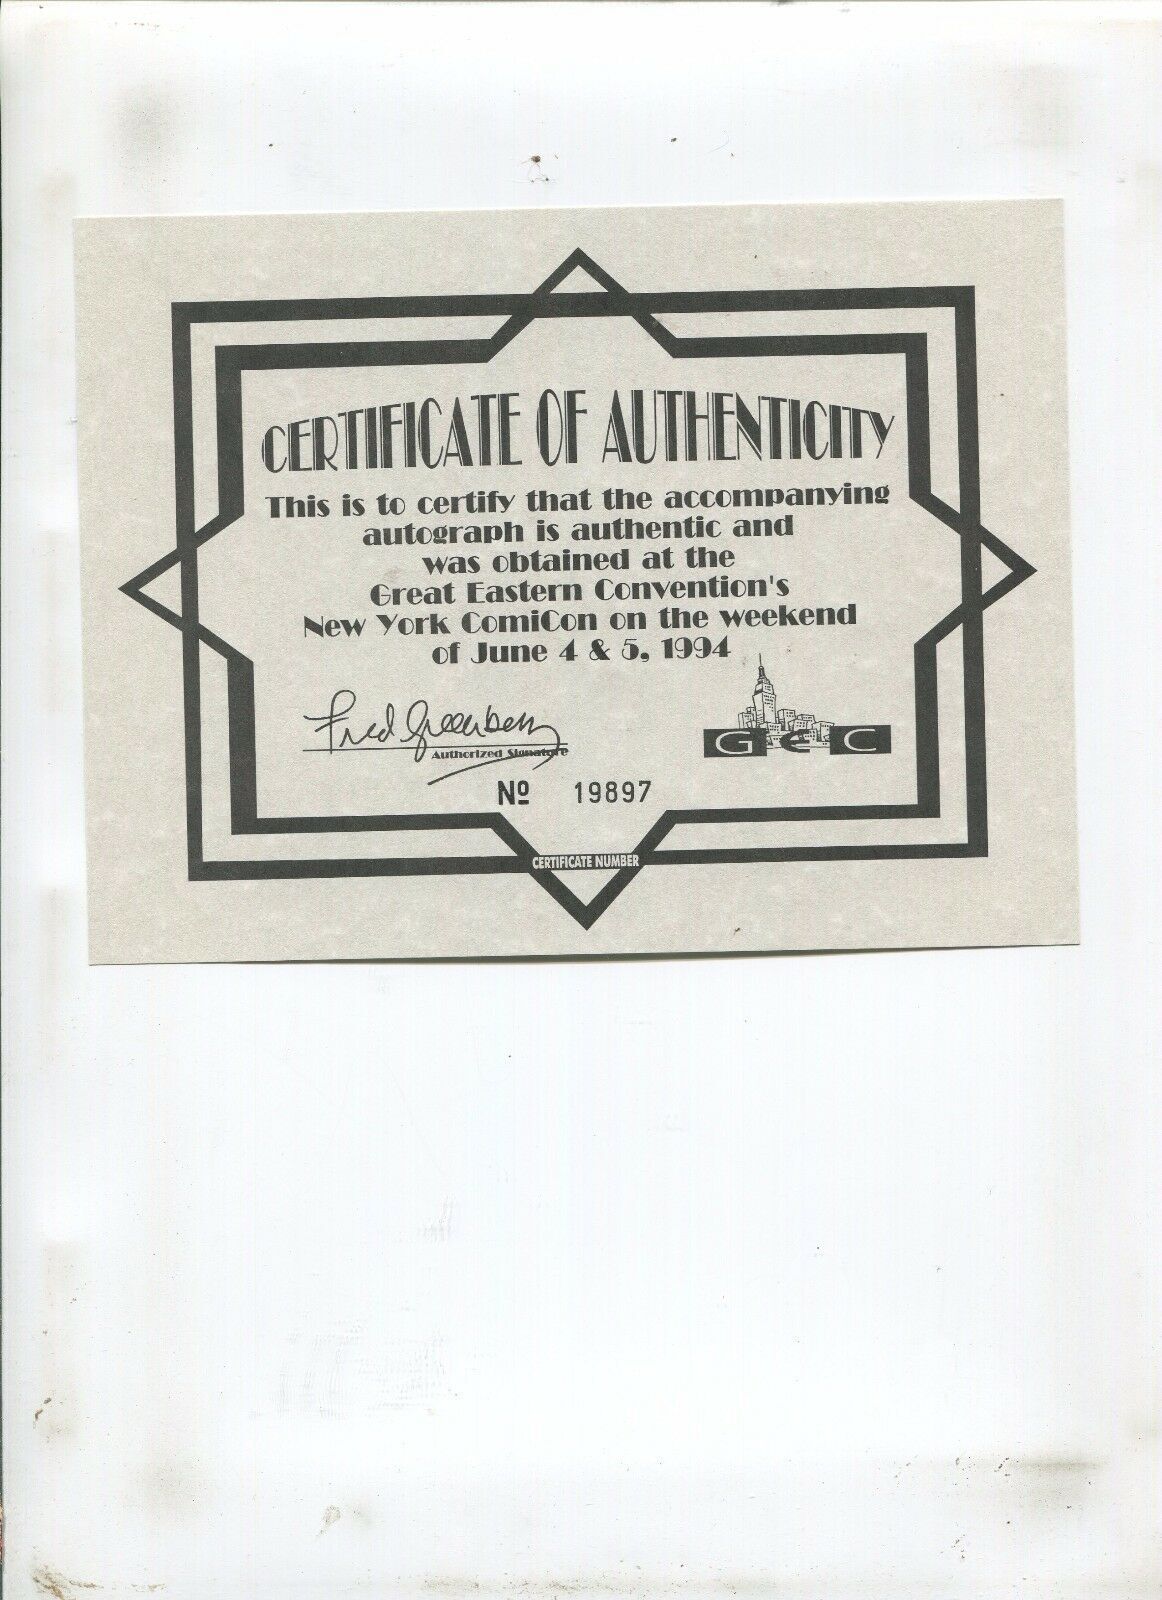 CERTIFICATE OF AUTHENTICITY
This is to certify that the accompanying
autograph is authentic and
was obtained at the
Great Eastern Convention's
New York ComiCon on the weekend
of June 4 & 5, 1994
Fred Greenberg
Authorized Signature
GEC
Nº 19897
CERTIFICATE NUMBER